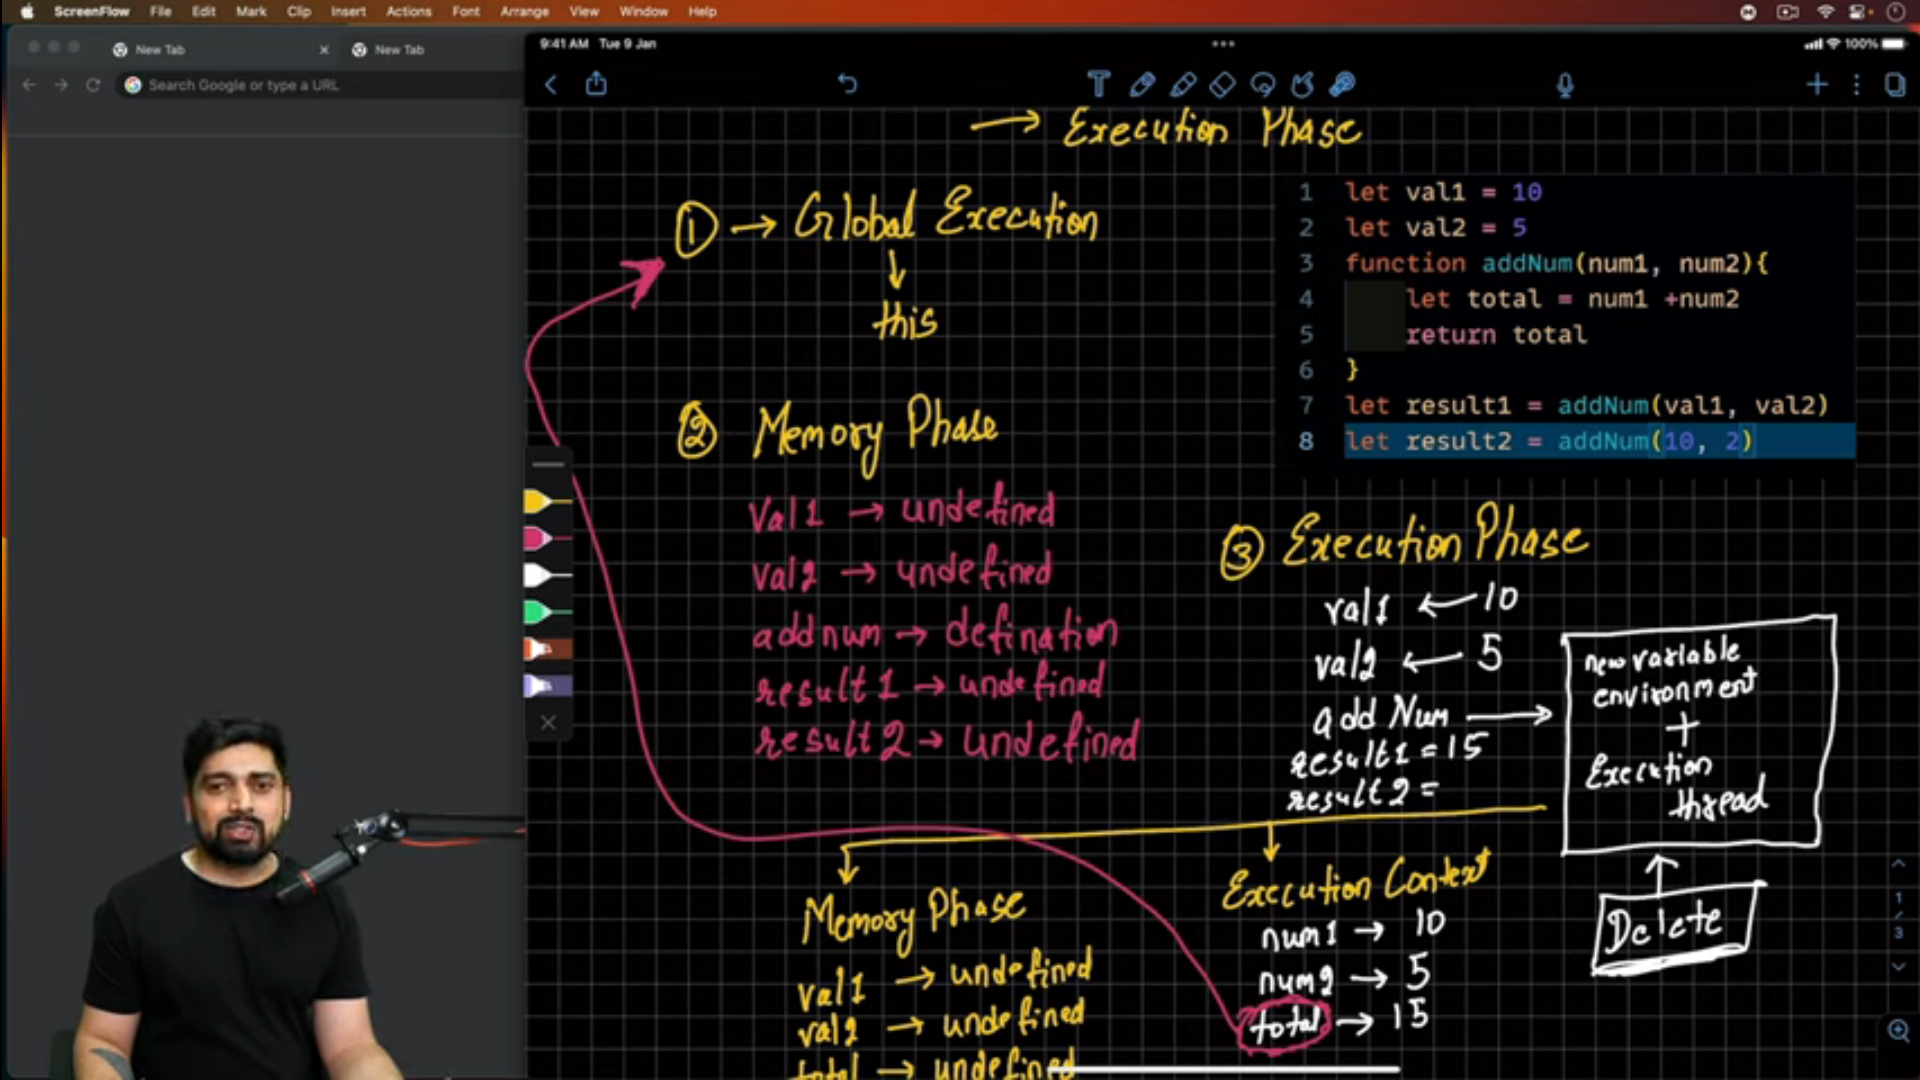 ScreenFlow File Edit Mark Clip Insert Actions Font Arrange View Window Help
New Tab
New Tab
Search Google or type a URL
9:41 AM Tue 9 Jan
100%
→ Execution Phase
① → Global Execution
↓
this
② Memory Phase
val1 → undefined
val2 → undefined
addnum → defination
result1 → undefined
result2 → undefined
1 let val1 = 10
2 let val2 = 5
3 function addNum(num1, num2){
4 let total = num1 +num2
5 return total
6 }
7 let result1 = addNum(val1, val2)
8 let result2 = addNum(10, 2)
③ Execution Phase
val1 ← 10
val2 ← 5
add Num →
result1 = 15
result2 =
new variable
environment
+
Execution
thread
Delete
Memory Phase
val1 → undefined
val2 → undefined
total → undefined
Execution Context
num1 → 10
num2 → 5
total → 15
1
/
3